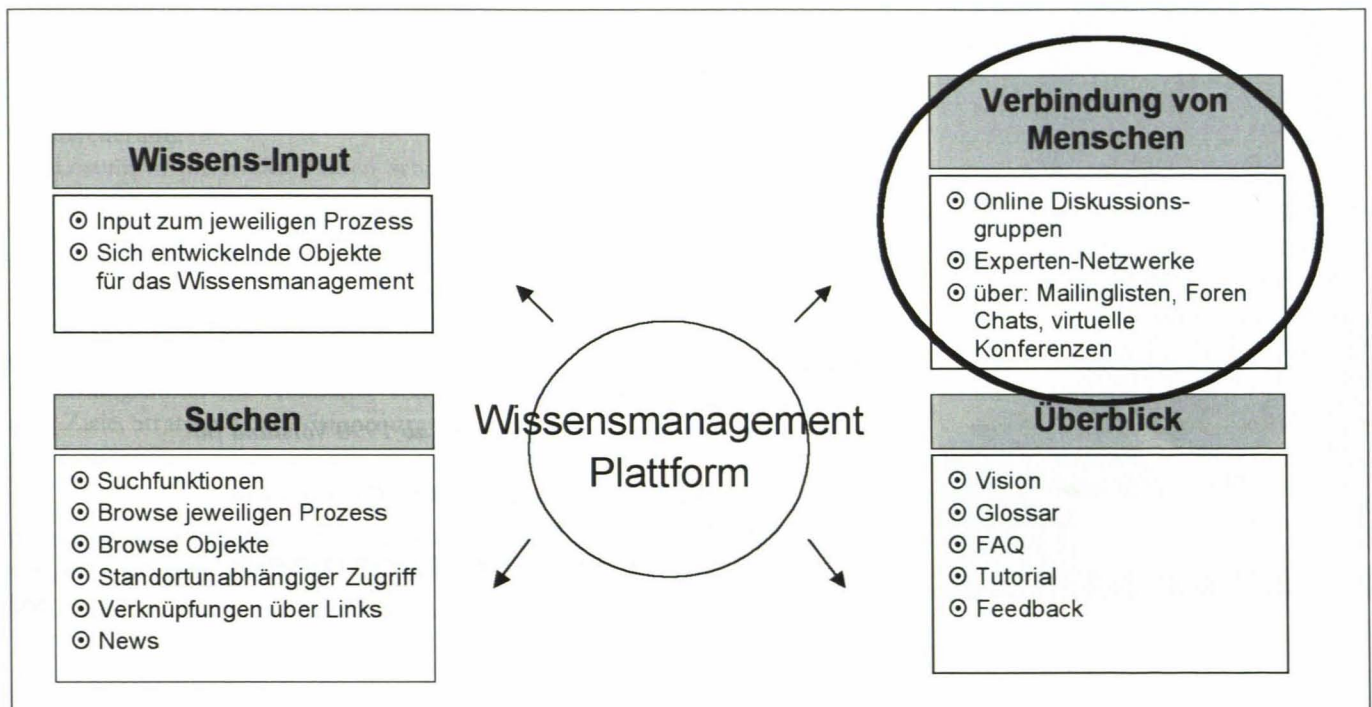 Wissens-Input
⊙ Input zum jeweiligen Prozess
⊙ Sich entwickelnde Objekte
für das Wissensmanagement
Verbindung von
Menschen
⊙ Online Diskussions-
gruppen
⊙ Experten-Netzwerke
⊙ über: Mailinglisten, Foren
Chats, virtuelle
Konferenzen
Wissensmanagement
Plattform
Suchen
⊙ Suchfunktionen
⊙ Browse jeweiligen Prozess
⊙ Browse Objekte
⊙ Standortunabhängiger Zugriff
⊙ Verknüpfungen über Links
⊙ News
Überblick
⊙ Vision
⊙ Glossar
⊙ FAQ
⊙ Tutorial
⊙ Feedback